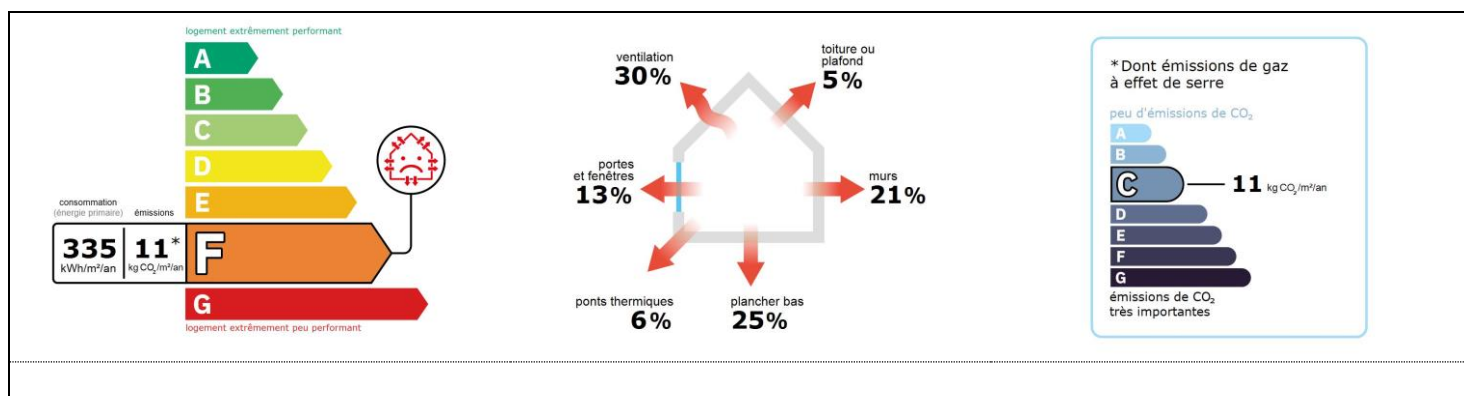 logement extrêmement performant
A
B
C
D
E
consommation
(énergie primaire) émissions
335 11*
kWh/m²/an kg CO₂/m²/an
F
G
logement extrêmement peu performant
ventilation
30%
toiture ou
plafond
5%
portes
et fenêtres
13%
murs
21%
ponts thermiques
6%
plancher bas
25%
*Dont émissions de gaz
à effet de serre
peu d'émissions de CO₂
A
B
C 11 kg CO₂/m²/an
D
E
F
G
émissions de CO₂
très importantes